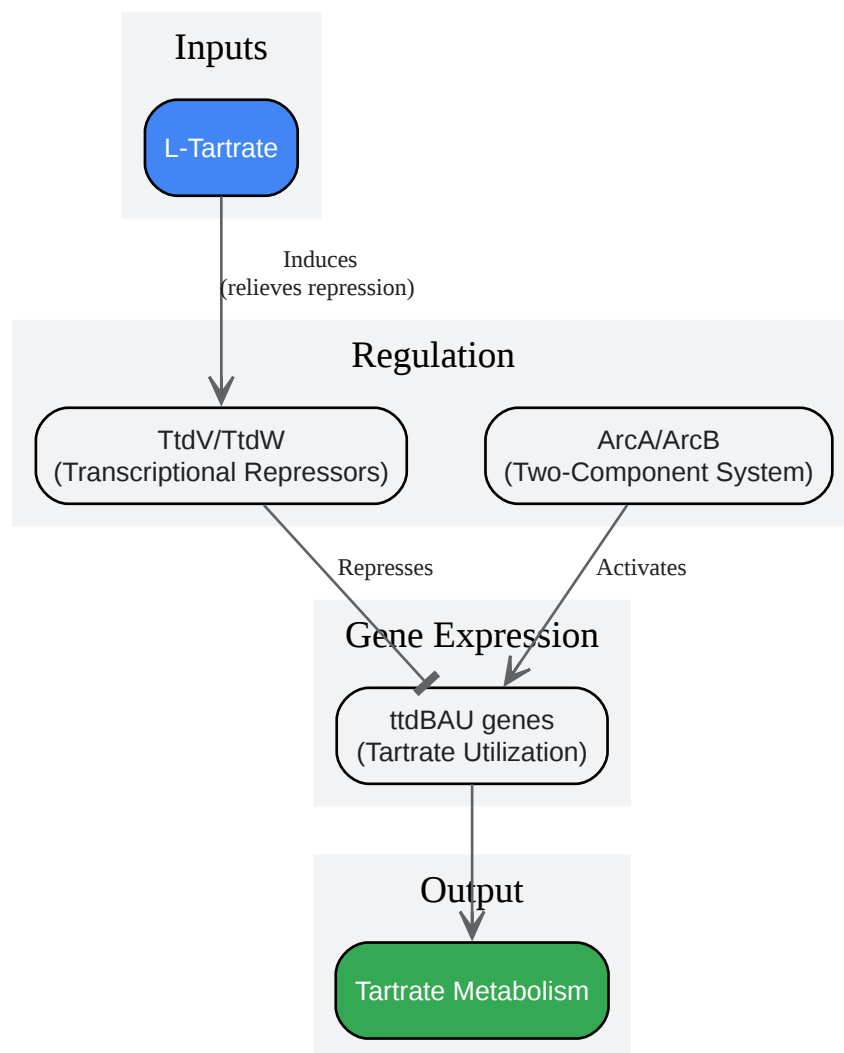 Inputs
L-Tartrate
Induces
(relieves repression)
Regulation
TtdV/TtdW
(Transcriptional Repressors)
ArcA/ArcB
(Two-Component System)
Represses
Activates
Gene Expression
ttdBAU genes
(Tartrate Utilization)
Output
Tartrate Metabolism